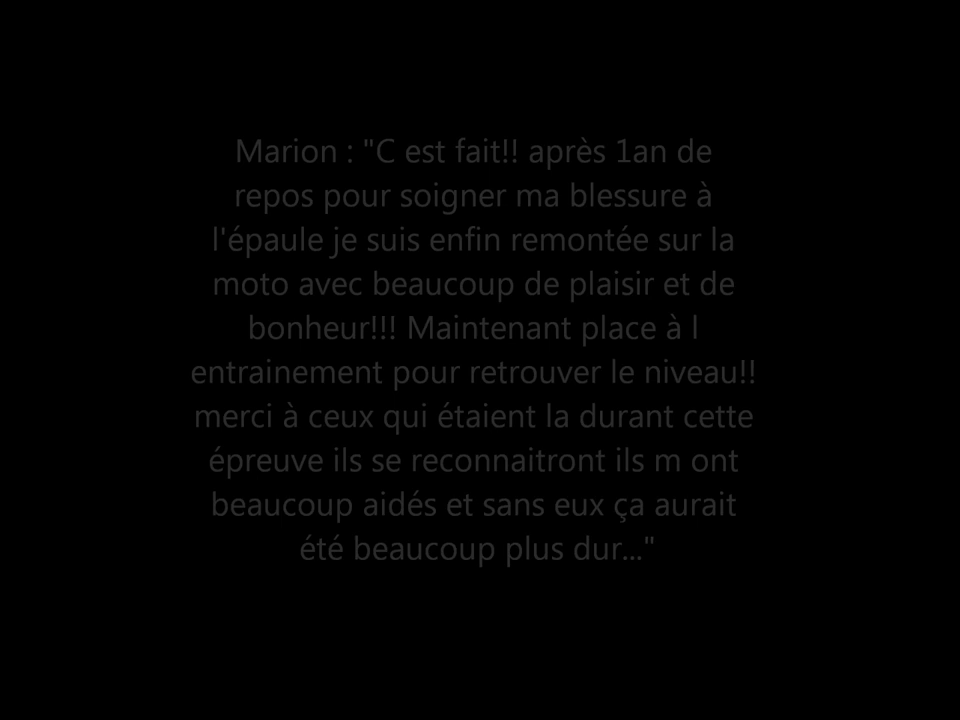 Marion : "C est fait!! après 1an de
repos pour soigner ma blessure à
l'épaule je suis enfin remontée sur la
moto avec beaucoup de plaisir et de
bonheur!!! Maintenant place à l
entrainement pour retrouver le niveau!!
merci à ceux qui étaient la durant cette
épreuve ils se reconnaitront ils m ont
beaucoup aidés et sans eux ça aurait
été beaucoup plus dur..."